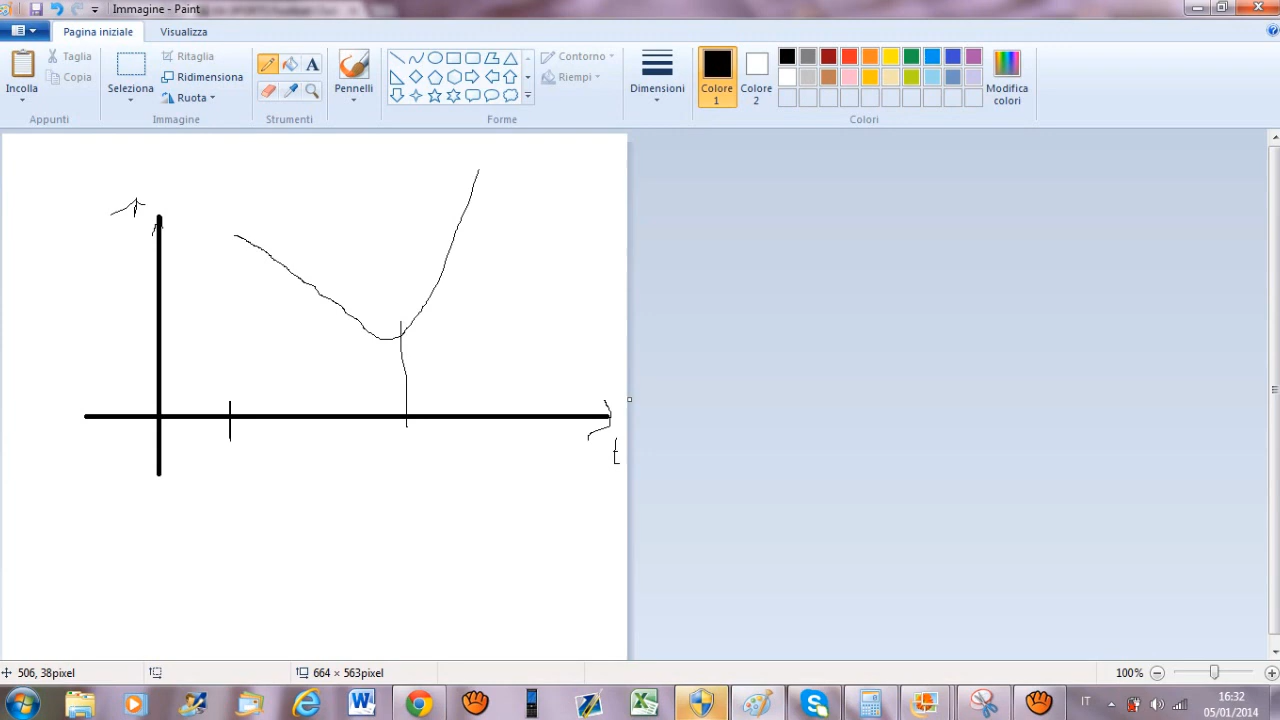 Immagine - Paint
Pagina iniziale
Visualizza
Incolla
Taglia
Copia
Appunti
Seleziona
Ritaglia
Ridimensiona
Ruota
Immagine
Strumenti
Pennelli
Contorno
Riempi
Forme
Dimensioni
Colore
1
Colore
2
Modifica
colori
Colori
506, 38pixel
664 × 563pixel
100%
IT
16:32
05/01/2014